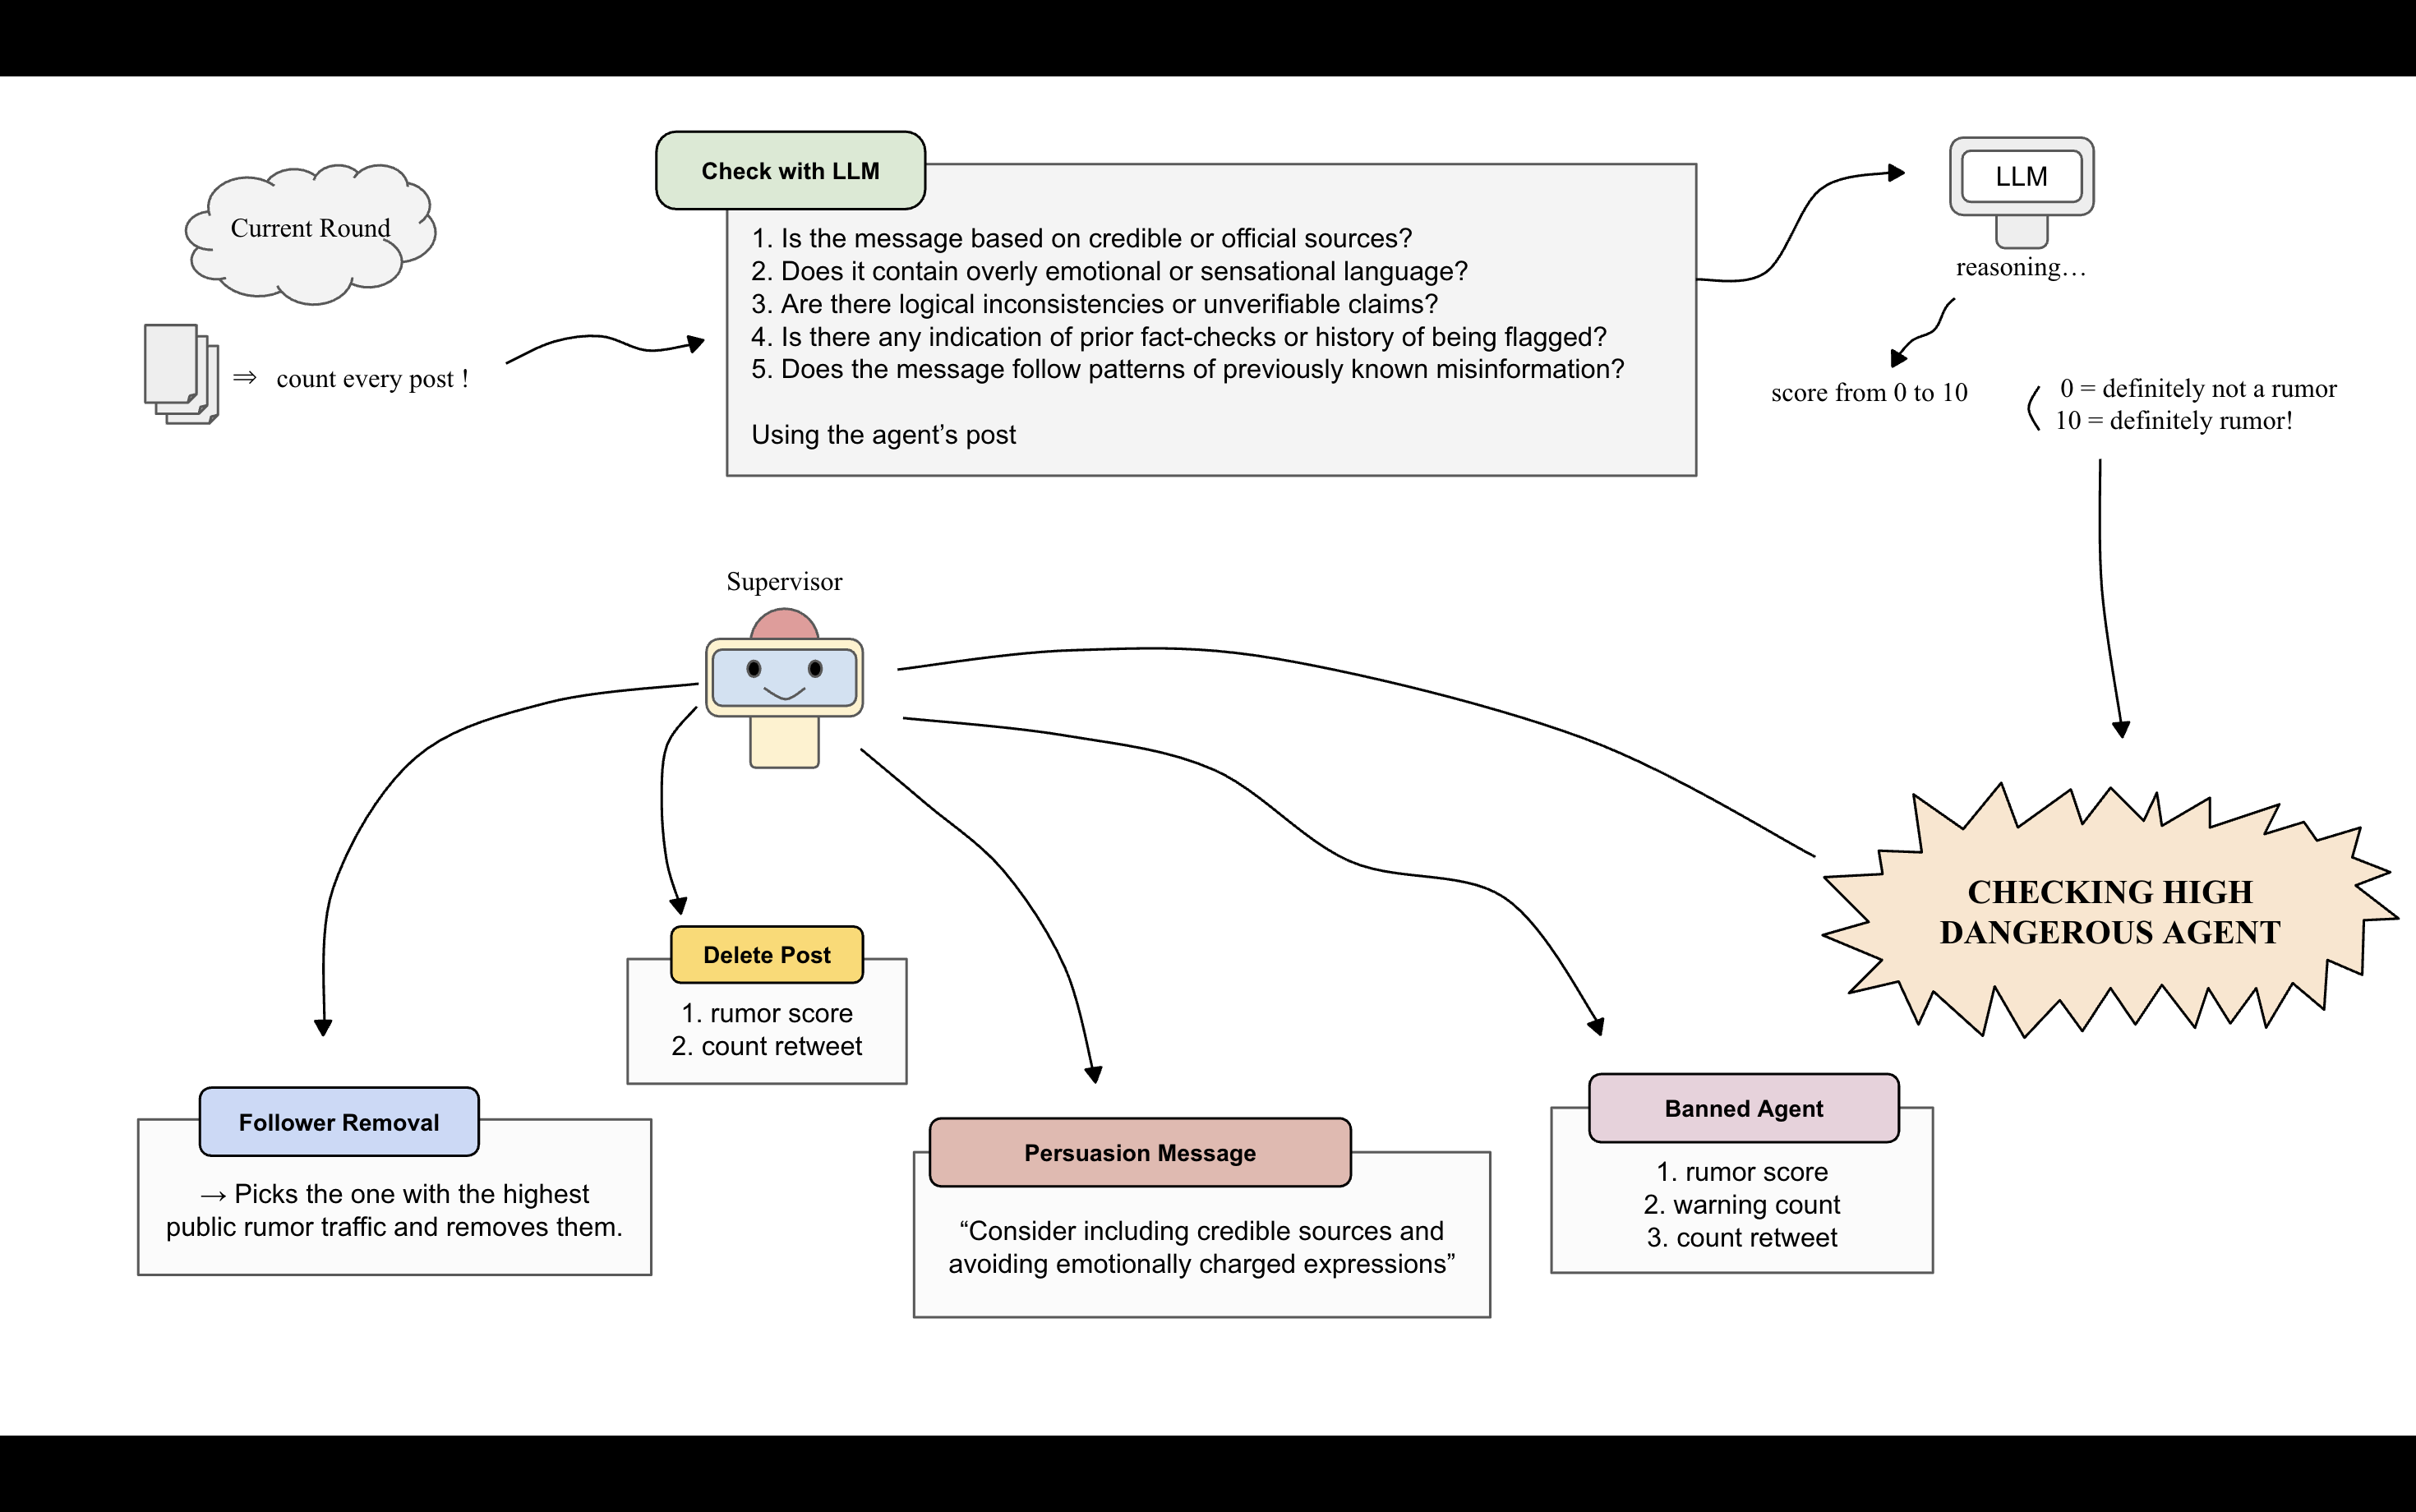 Current Round
⇒ count every post !
Check with LLM
1. Is the message based on credible or official sources?
2. Does it contain overly emotional or sensational language?
3. Are there logical inconsistencies or unverifiable claims?
4. Is there any indication of prior fact-checks or history of being flagged?
5. Does the message follow patterns of previously known misinformation?
Using the agent’s post
LLM
reasoning…
score from 0 to 10
0 = definitely not a rumor
10 = definitely rumor!
Supervisor
CHECKING HIGH
DANGEROUS AGENT
Follower Removal
→ Picks the one with the highest
public rumor traffic and removes them.
Delete Post
1. rumor score
2. count retweet
Persuasion Message
“Consider including credible sources and
avoiding emotionally charged expressions”
Banned Agent
1. rumor score
2. warning count
3. count retweet